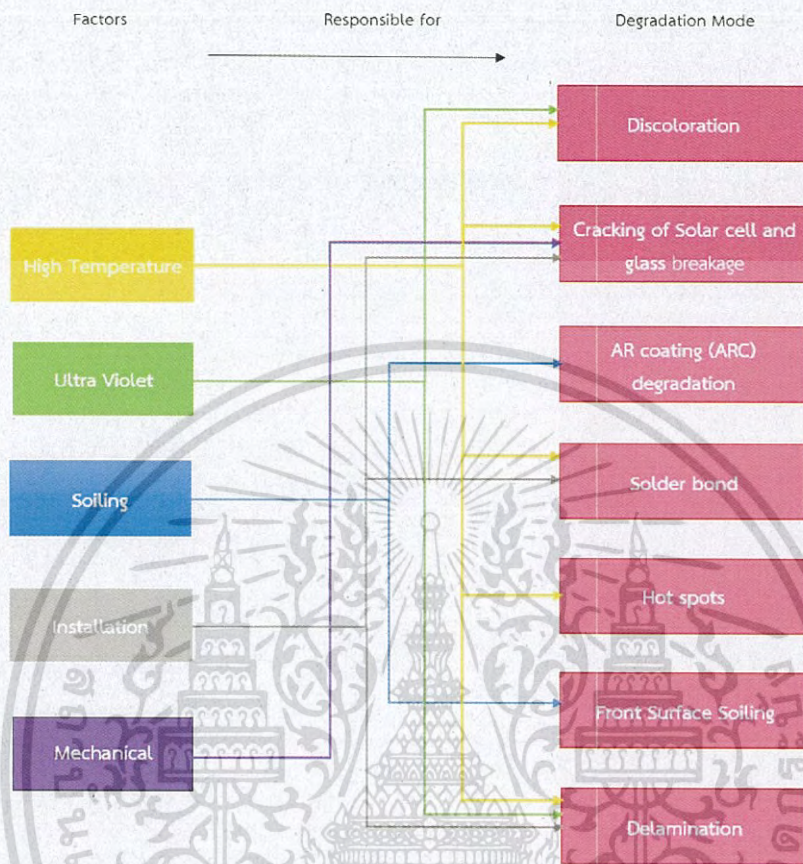 Factors
Responsible for
Degradation Mode
Discoloration
High Temperature
Cracking of Solar cell and
glass breakage
Ultra Violet
AR coating (ARC)
degradation
Soiling
Solder bond
Installation
Hot spots
Mechanical
Front Surface Soiling
Delamination